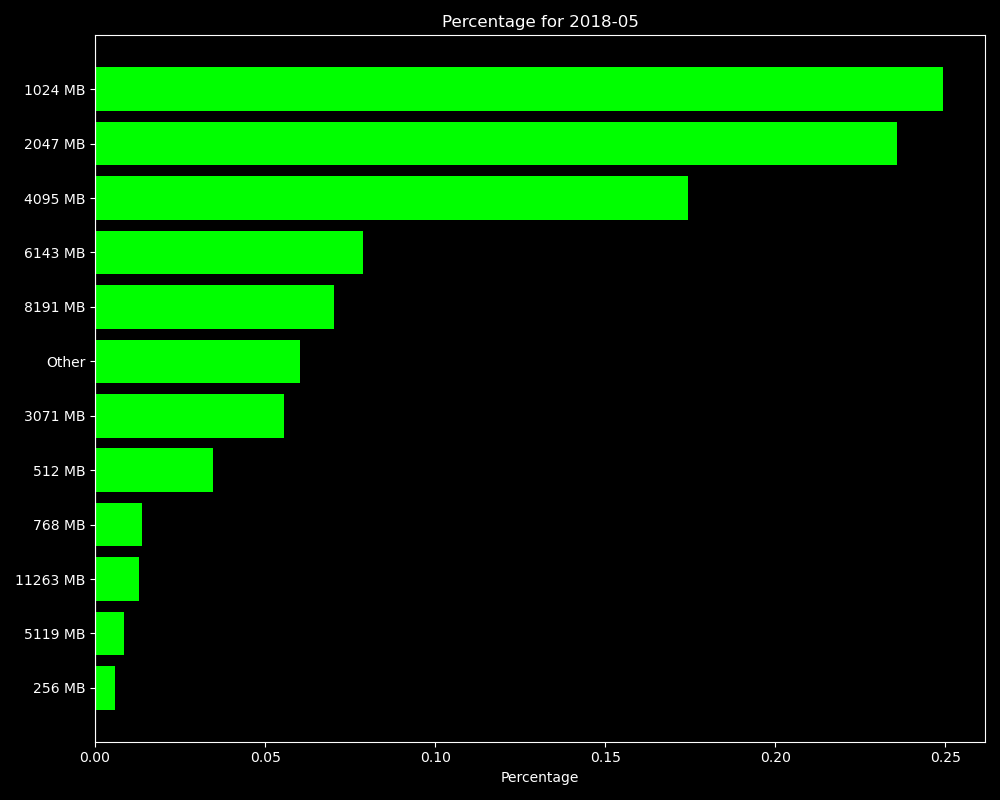 Percentage for 2018-05
1024 MB
2047 MB
4095 MB
6143 MB
8191 MB
Other
3071 MB
512 MB
768 MB
11263 MB
5119 MB
256 MB
0.00 0.05 0.10 0.15 0.20 0.25
Percentage